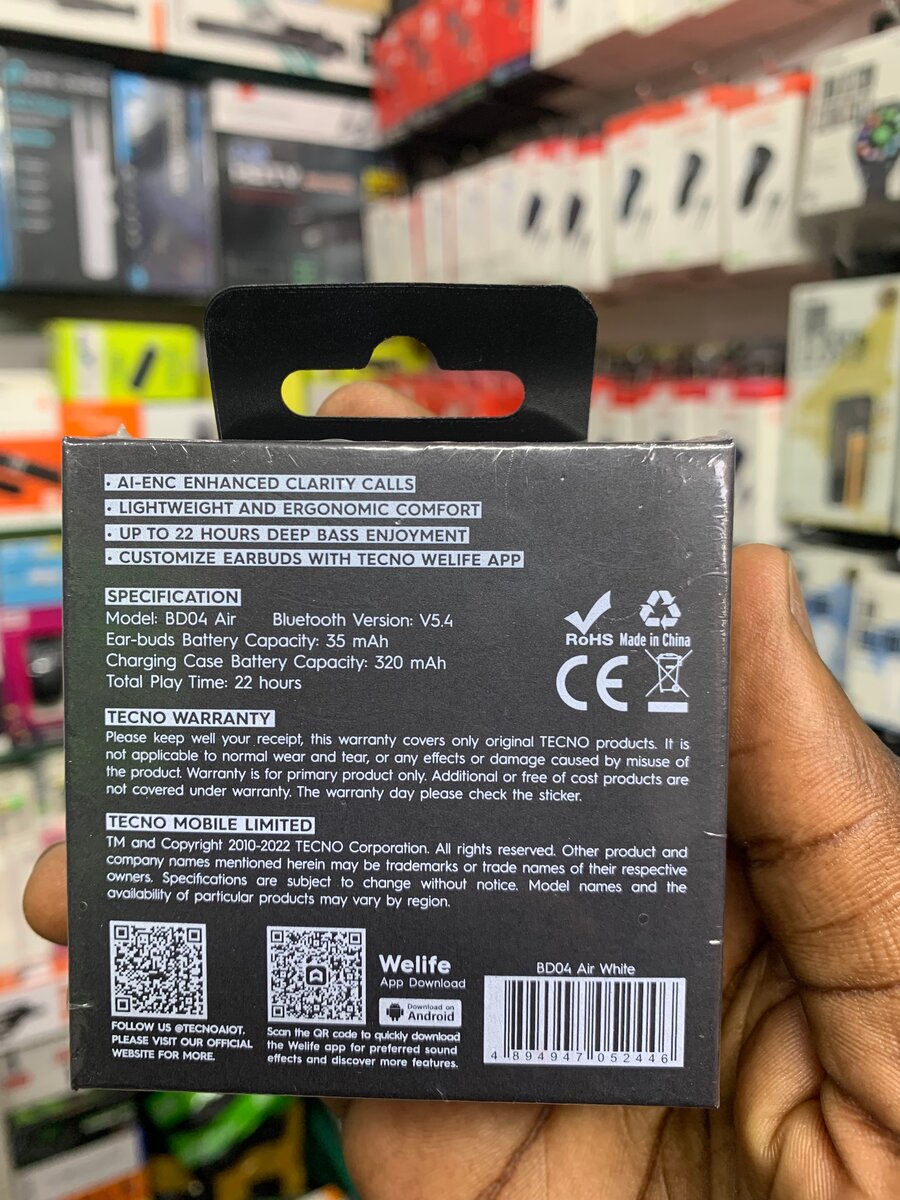 · AI-ENC ENHANCED CLARITY CALLS
· LIGHTWEIGHT AND ERGONOMIC COMFORT
· UP TO 22 HOURS DEEP BASS ENJOYMENT
· CUSTOMIZE EARBUDS WITH TECNO WELIFE APP
SPECIFICATION
Model: BD04 Air Bluetooth Version: V5.4
Ear-buds Battery Capacity: 35 mAh
Charging Case Battery Capacity: 320 mAh
Total Play Time: 22 hours
RoHS Made in China
CE
TECNO WARRANTY
Please keep well your receipt, this warranty covers only original TECNO products. It is
not applicable to normal wear and tear, or any effects or damage caused by misuse of
the product. Warranty is for primary product only. Additional or free of cost products are
not covered under warranty. The warranty day please check the sticker.
TECNO MOBILE LIMITED
TM and Copyright 2010-2022 TECNO Corporation. All rights reserved. Other product and
company names mentioned herein may be trademarks or trade names of their respective
owners. Specifications are subject to change without notice. Model names and the
availability of particular products may vary by region.
FOLLOW US @TECNOAIOT.
PLEASE VISIT OUR OFFICIAL
WEBSITE FOR MORE.
Welife
App Download
Download on
Android
Scan the QR code to quickly download
the Welife app for preferred sound
effects and discover more features.
BD04 Air White
4 894947 052446